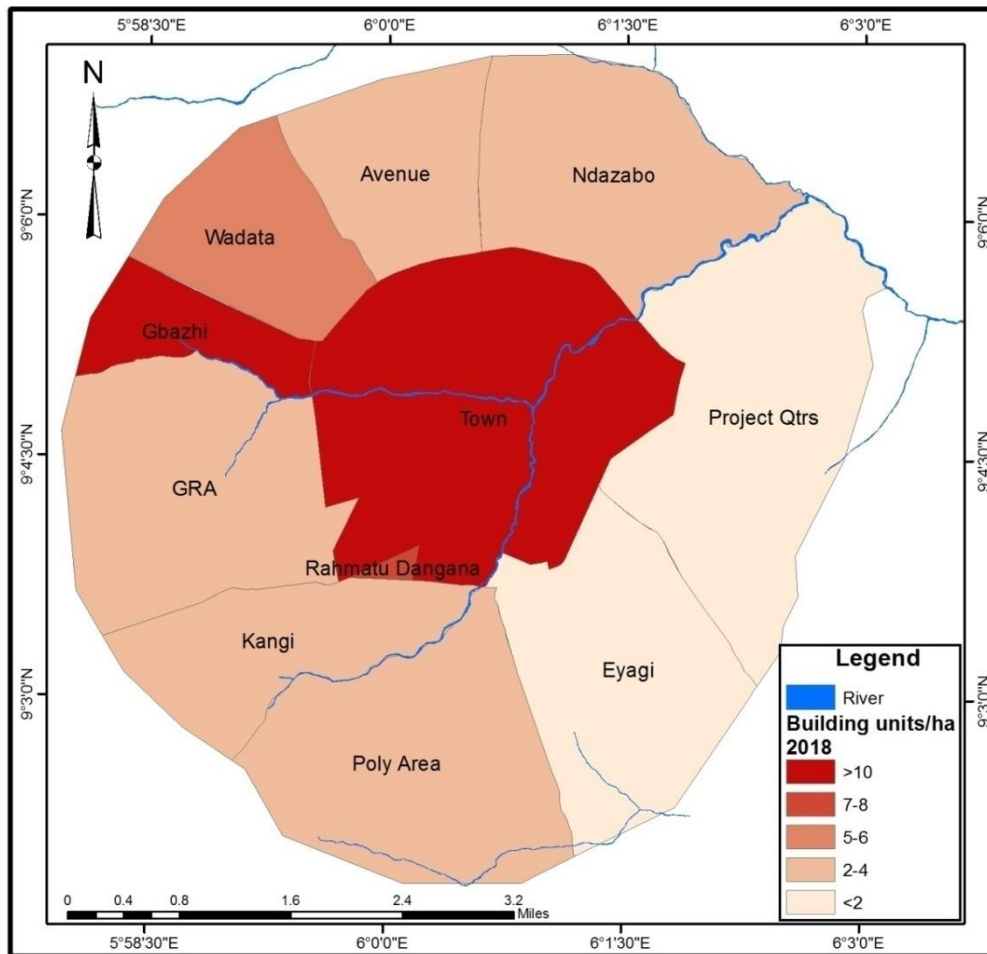 5°58'30"E 6°0'0"E 6°1'30"E 6°3'0"E
N
Avenue
Ndazabo
9°6'0"N
9°6'0"N
Wadata
Gbazhi
Town
Project Qtrs
9°4'30"N
9°4'30"N
GRA
Rahmatu Dangana
Kangi
Eyagi
9°3'0"N
9°3'0"N
Poly Area
Legend
River
Building units/ha
2018
>10
7-8
5-6
2-4
<2
0 0.4 0.8 1.6 2.4 3.2
Miles
5°58'30"E 6°0'0"E 6°1'30"E 6°3'0"E